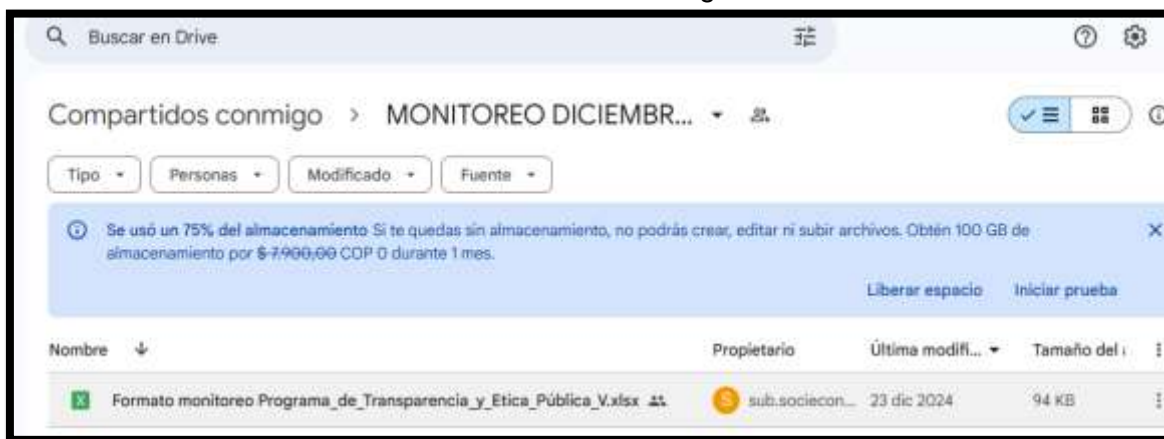 Buscar en Drive
Compartidos conmigo > MONITOREO DICIEMBR...
Tipo Personas Modificado Fuente
Se usó un 75% del almacenamiento Si te quedas sin almacenamiento, no podrás crear, editar ni subir archivos. Obtén 100 GB de
almacenamiento por $ 7.900,00 COP 0 durante 1 mes.
Liberar espacio Iniciar prueba
Nombre Propietario Última modifi... Tamaño del
Formato monitoreo Programa_de_Transparencia_y_Etica_Pública_V.xlsx sub.sociecon... 23 dic 2024 94 KB